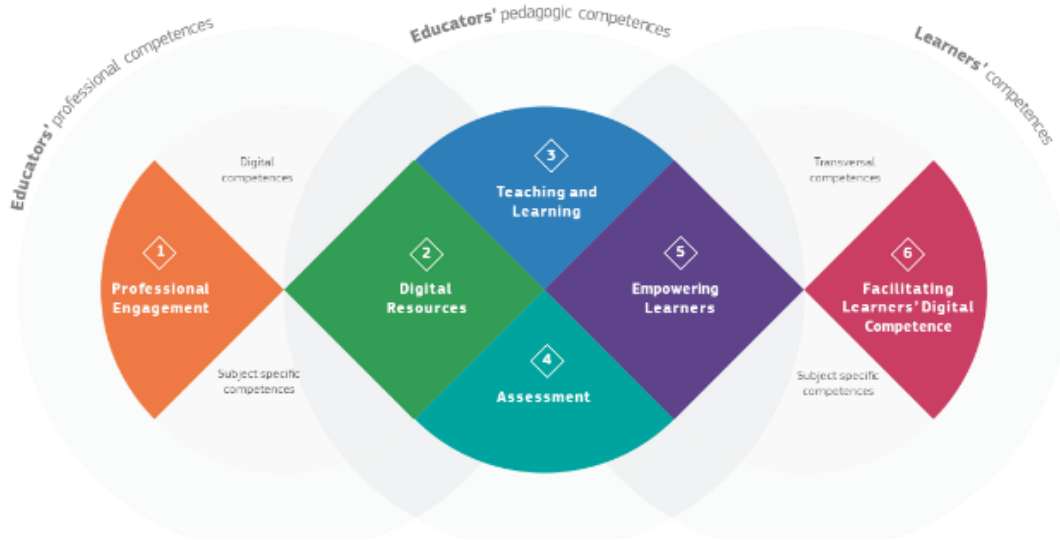 Educators' professional competences
Educators' pedagogic competences
Learners' competences
Digital
competences
1
Professional
Engagement
Subject specific
competences
2
Digital
Resources
3
Teaching and
Learning
4
Assessment
5
Empowering
Learners
Transversal
competences
6
Facilitating
Learners' Digital
Competence
Subject specific
competences